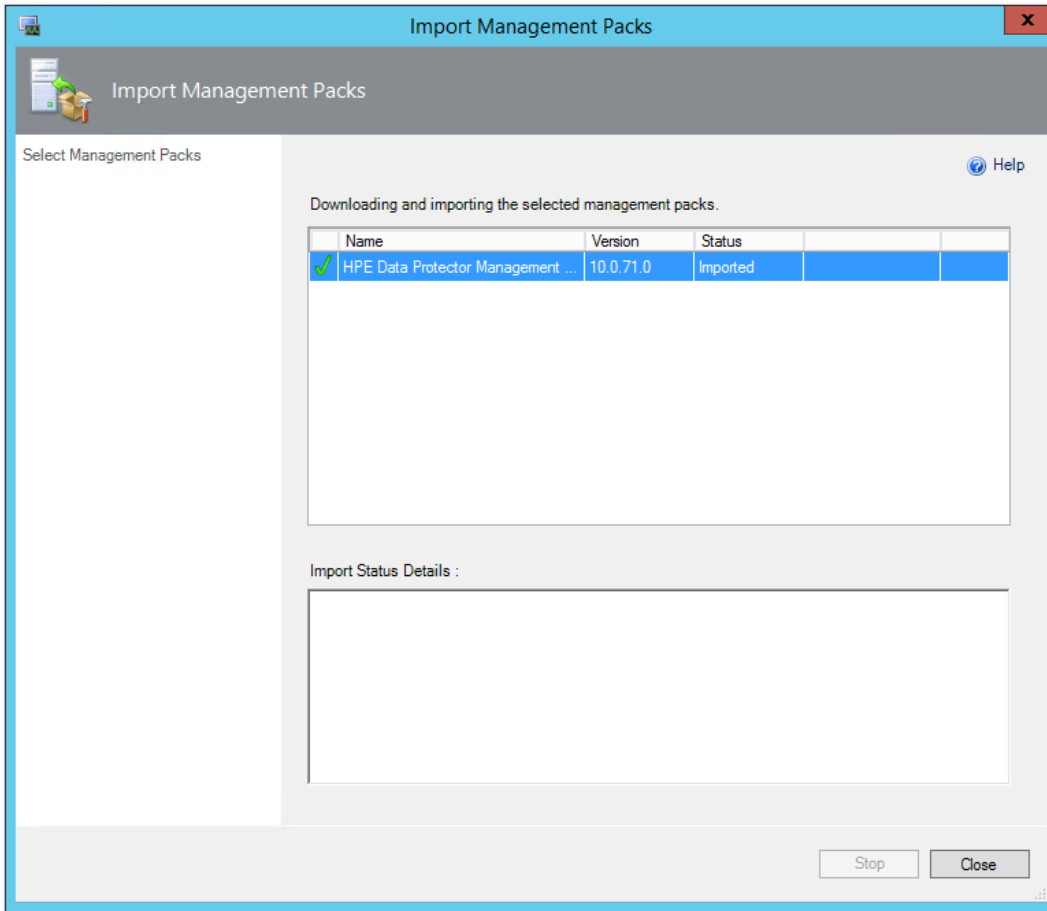 Import Management Packs
x
Import Management Packs
Select Management Packs
Help
Downloading and importing the selected management packs.
Name Version Status
HPE Data Protector Management ... 10.0.71.0 Imported
Import Status Details :
Stop Close